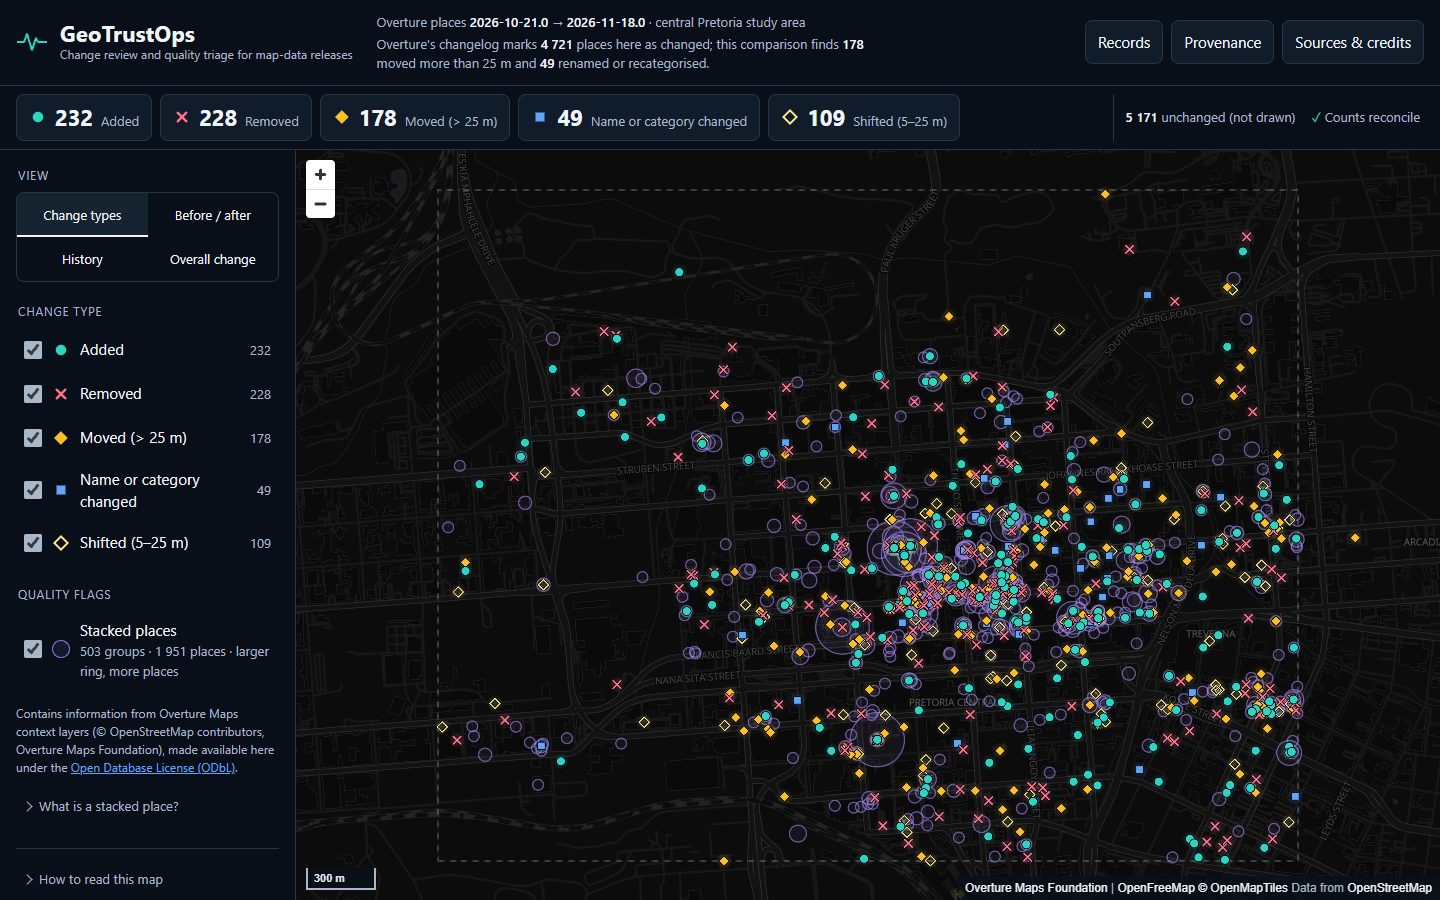 GeoTrustOps
Change review and quality triage for map-data releases
Overture places 2026-10-21.0 → 2026-11-18.0 · central Pretoria study area
Overture's changelog marks 4 721 places here as changed; this comparison finds 178
moved more than 25 m and 49 renamed or recategorised.
Records
Provenance
Sources & credits
232 Added
228 Removed
178 Moved (> 25 m)
49 Name or category changed
109 Shifted (5–25 m)
5 171 unchanged (not drawn)
✓ Counts reconcile
VIEW
Change types
Before / after
History
Overall change
CHANGE TYPE
Added 232
Removed 228
Moved (> 25 m) 178
Name or category
changed 49
Shifted (5–25 m) 109
QUALITY FLAGS
Stacked places
503 groups · 1 951 places · larger
ring, more places
Contains information from Overture Maps
context layers (© OpenStreetMap contributors,
Overture Maps Foundation), made available here
under the Open Database License (ODbL).
What is a stacked place?
How to read this map
+
−
PAUL KRUGER STREET
SOUTPANSBERG ROAD
HAMILTON STREET
STRUBEN STREET
NANA SITA STREET
PRETORIA CENTRAL
LEYDS STREET
300 m
Overture Maps Foundation | OpenFreeMap © OpenMapTiles Data from OpenStreetMap